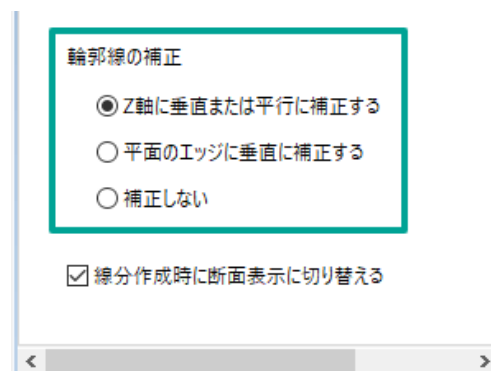 輪郭線の補正
Z軸に垂直または平行に補正する
平面のエッジに垂直に補正する
補正しない
線分作成時に断面表示に切り替える